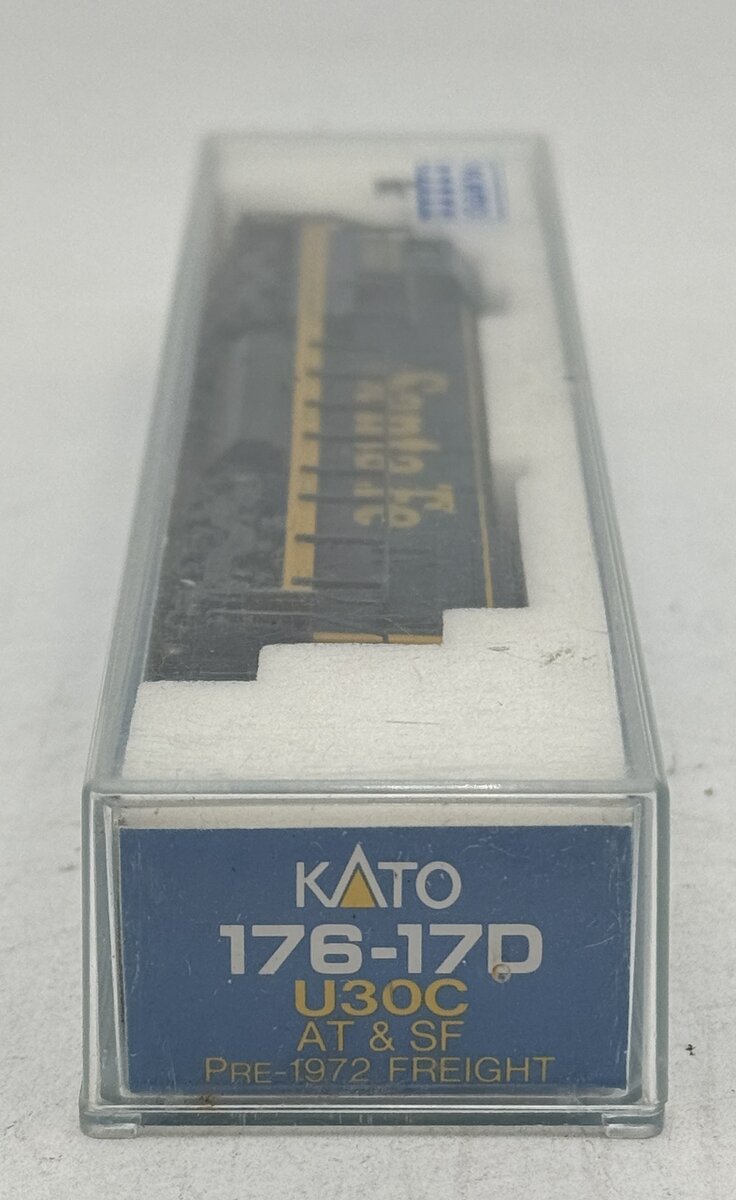 Santa Fe
KATO
176-17D
U30C
AT & SF
PRE-1972 FREIGHT